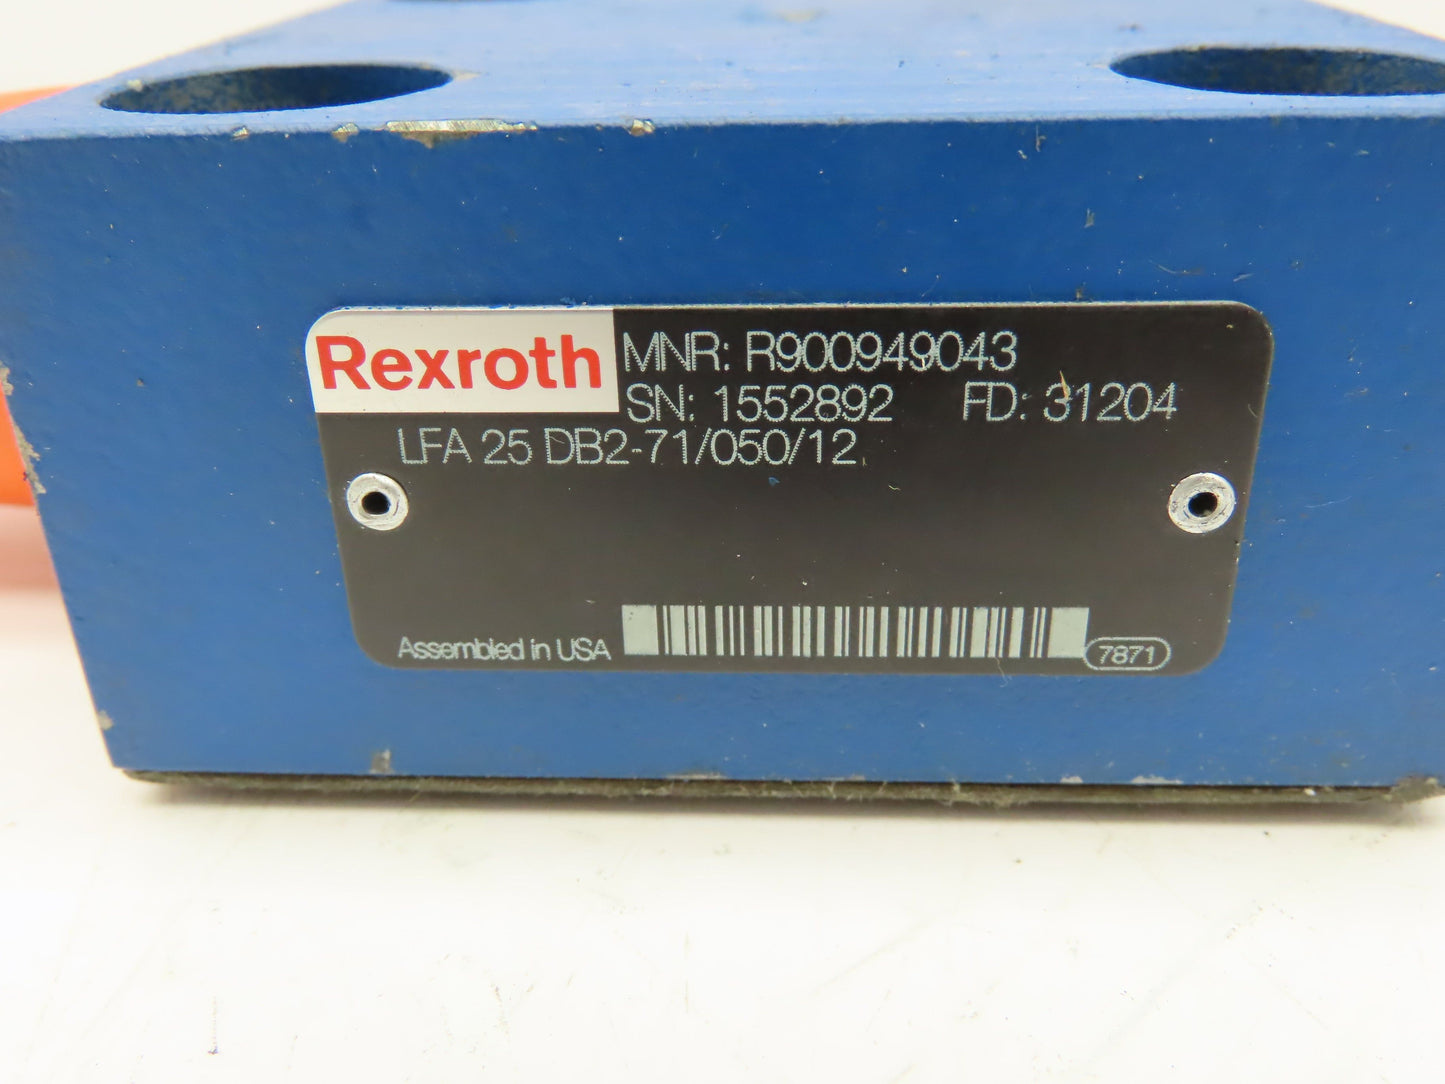 Rexroth MNR: R900949043
SN: 1552892 FD: 31204
LFA 25 DB2-71/050/12
Assembled in USA
7871